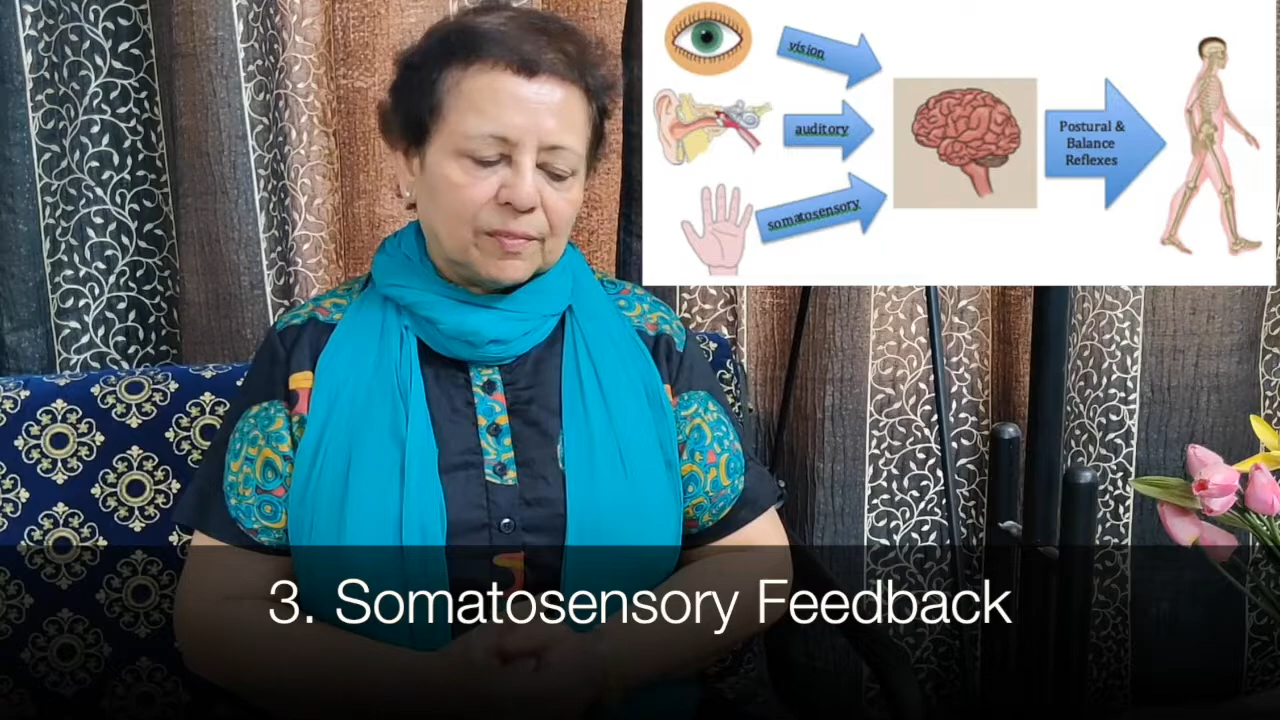 vision
auditory
somatosensory
Postural &
Balance
Reflexes
3. Somatosensory Feedback